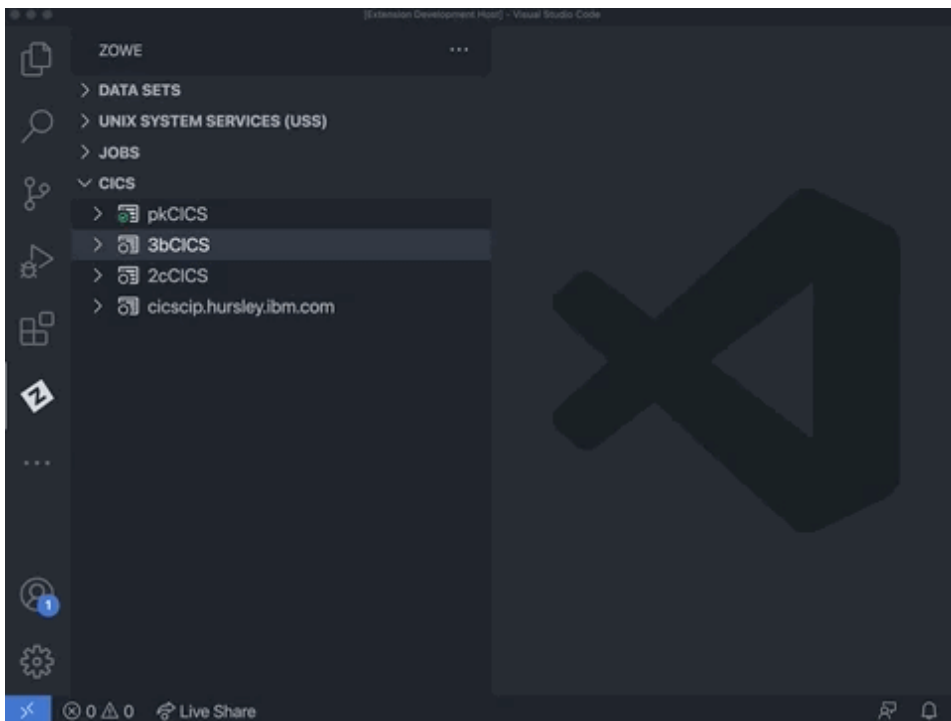 [Extension Development Host] - Visual Studio Code
ZOWE
DATA SETS
UNIX SYSTEM SERVICES (USS)
JOBS
CICS
pkCICS
3bCICS
2cCICS
cicscip.hursley.ibm.com
Z
1
0 0 Live Share